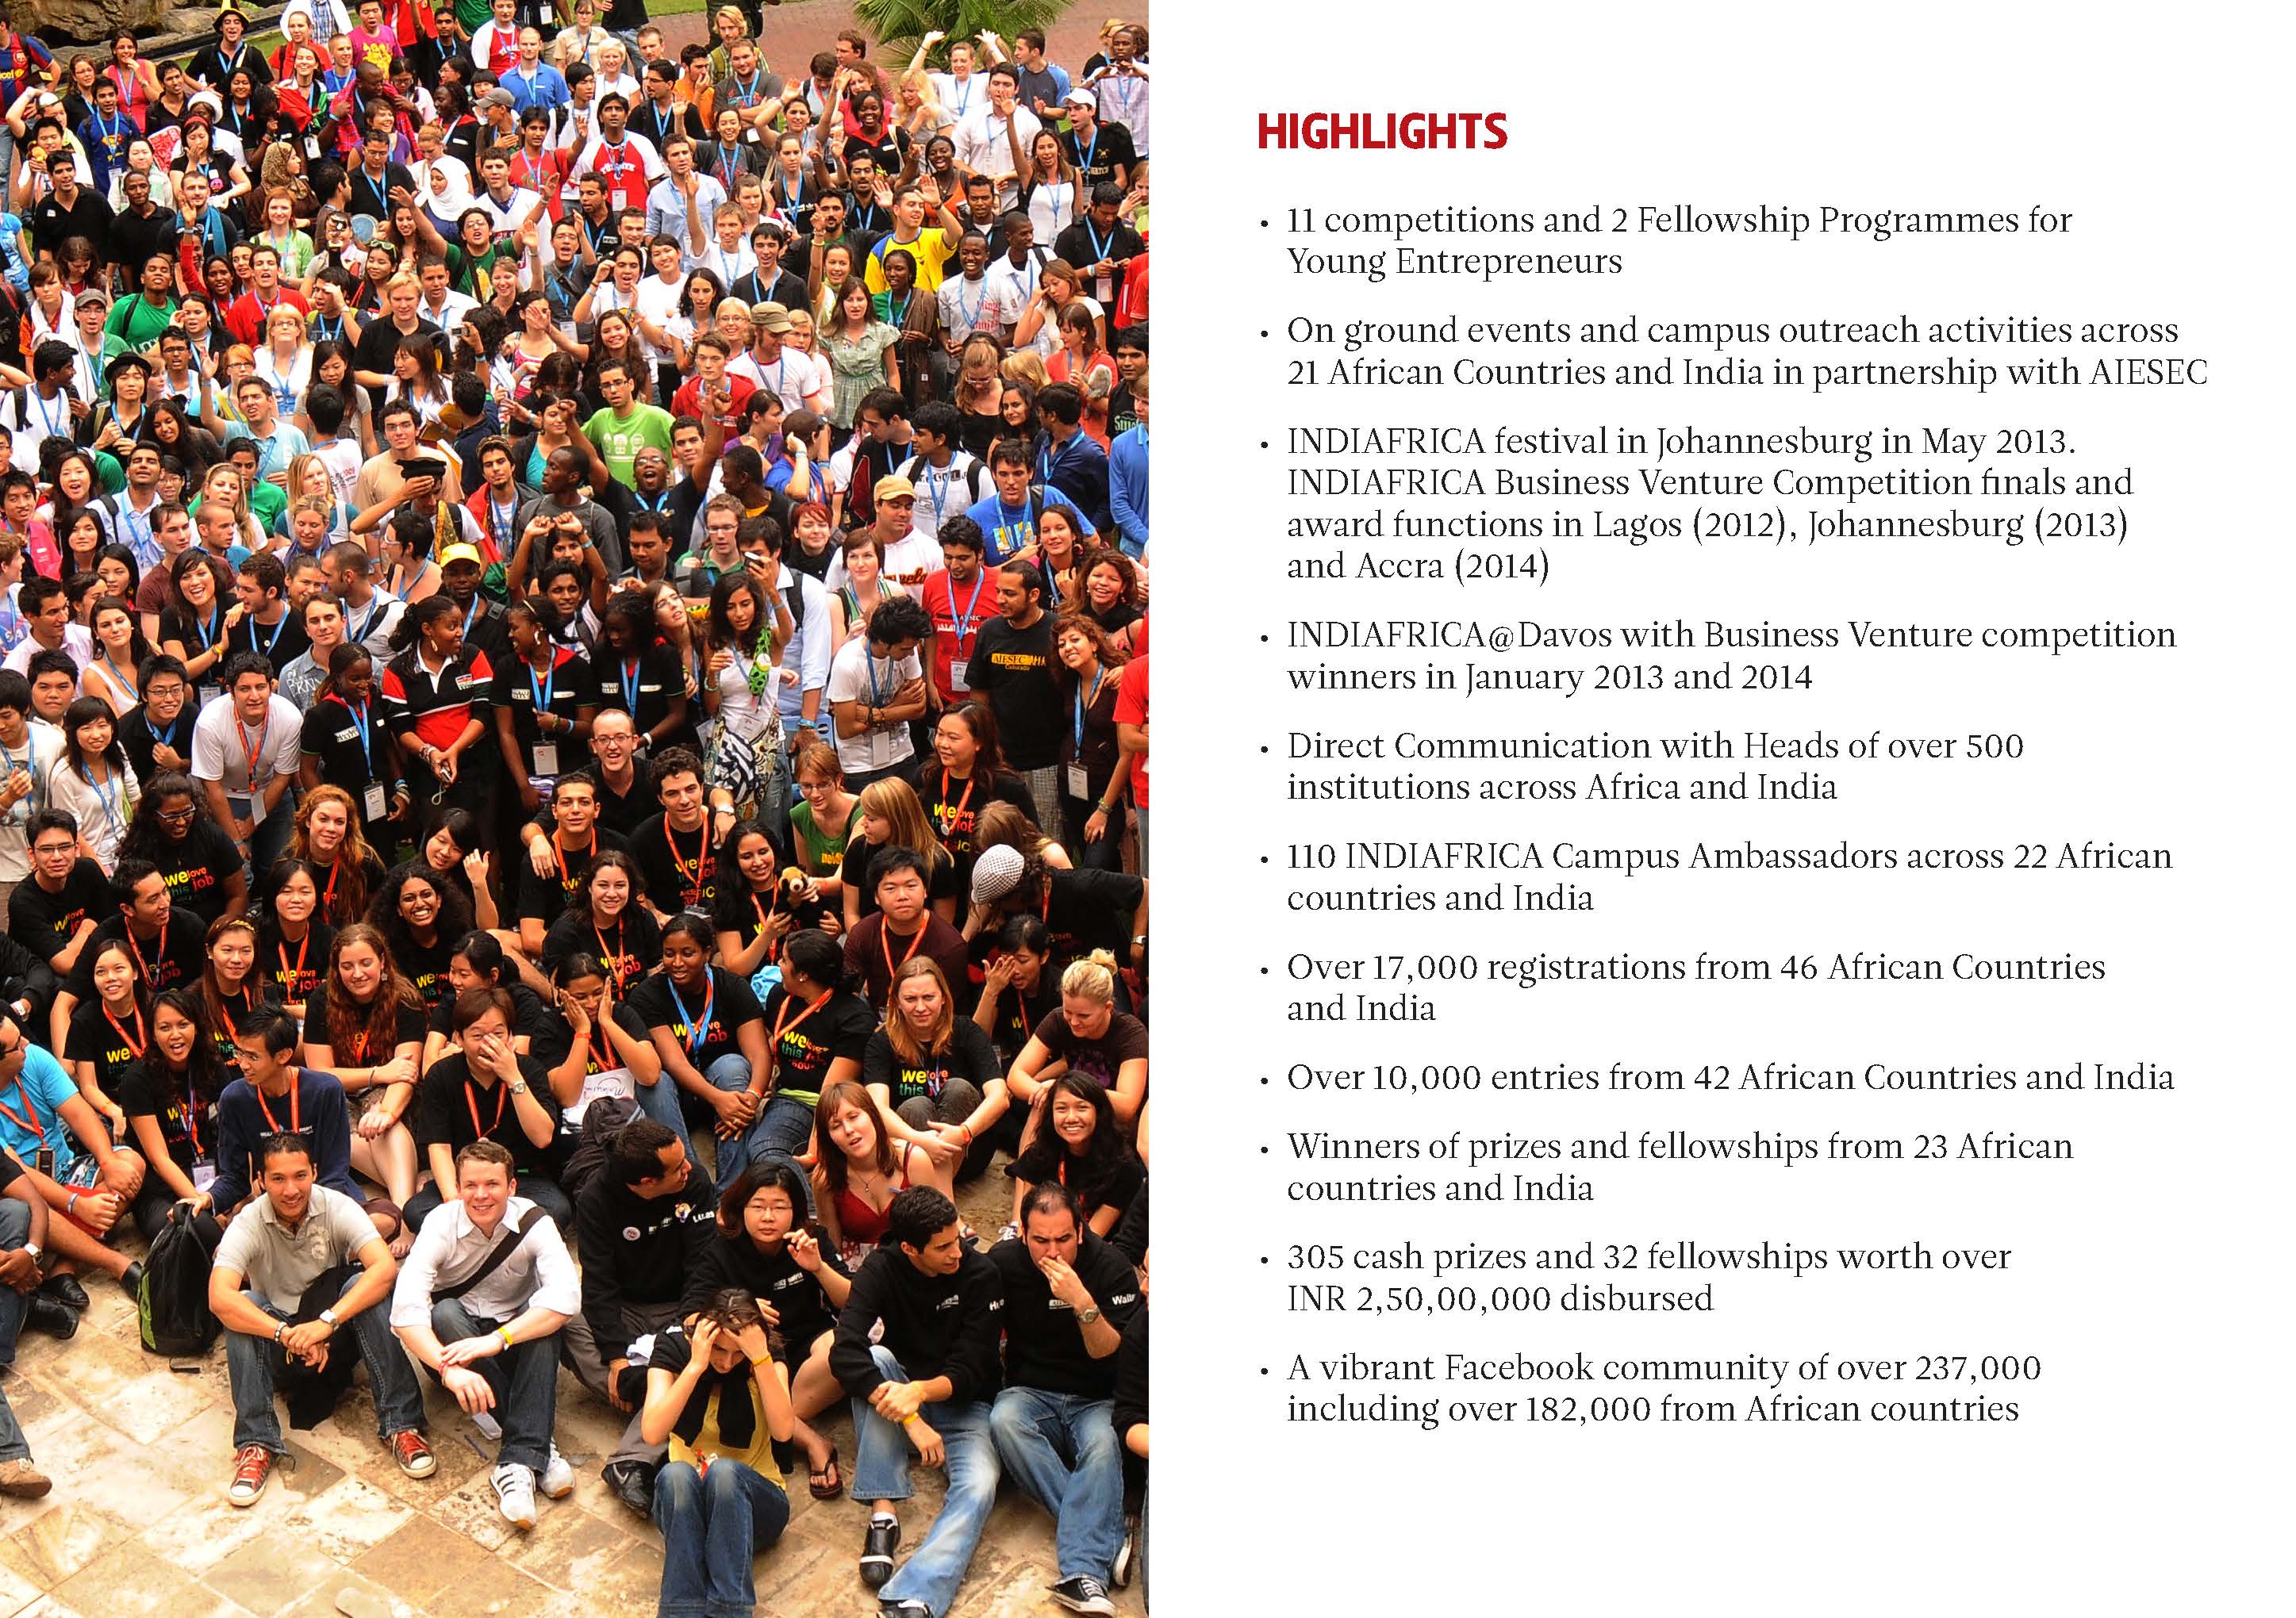 HIGHLIGHTS
• 11 competitions and 2 Fellowship Programmes for
Young Entrepreneurs
• On ground events and campus outreach activities across
21 African Countries and India in partnership with AIESEC
• INDIAFRICA festival in Johannesburg in May 2013.
INDIAFRICA Business Venture Competition finals and
award functions in Lagos (2012), Johannesburg (2013)
and Accra (2014)
• INDIAFRICA@Davos with Business Venture competition
winners in January 2013 and 2014
• Direct Communication with Heads of over 500
institutions across Africa and India
• 110 INDIAFRICA Campus Ambassadors across 22 African
countries and India
• Over 17,000 registrations from 46 African Countries
and India
• Over 10,000 entries from 42 African Countries and India
• Winners of prizes and fellowships from 23 African
countries and India
• 305 cash prizes and 32 fellowships worth over
INR 2,50,00,000 disbursed
• A vibrant Facebook community of over 237,000
including over 182,000 from African countries